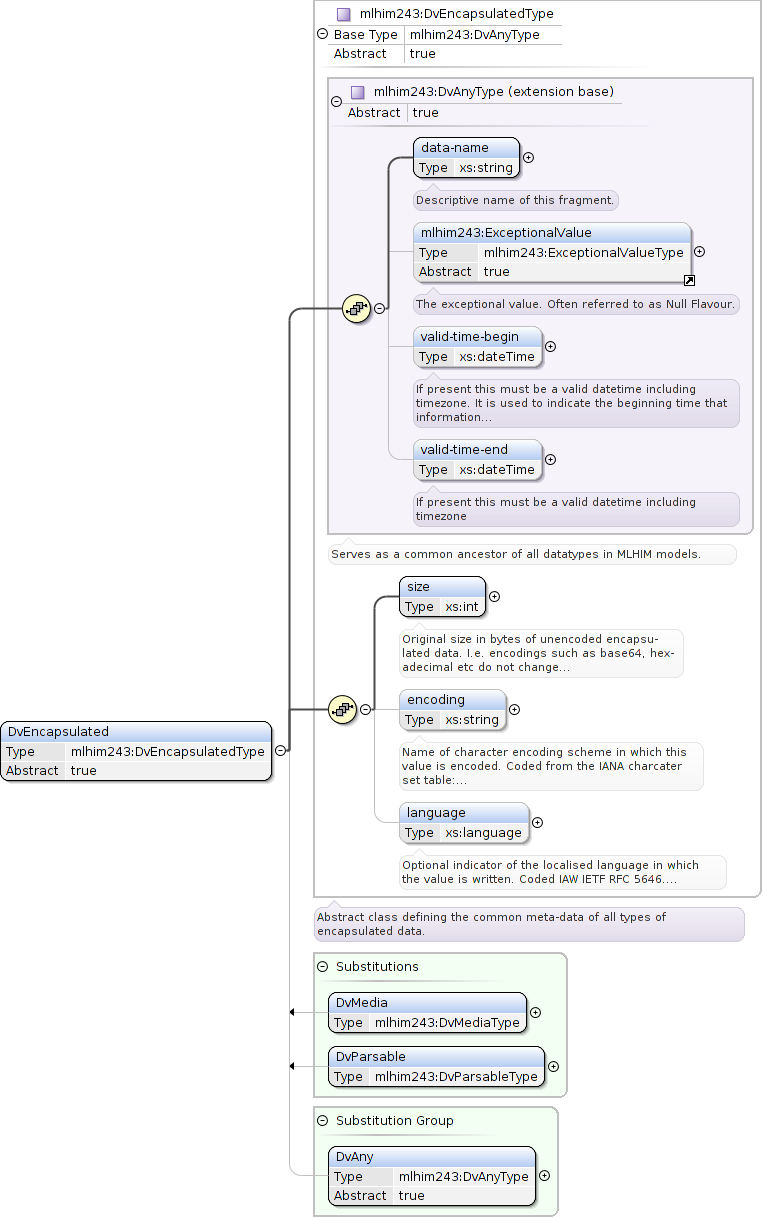 mlhim243:DvEncapsulatedType
Base Type mlhim243:DvAnyType
Abstract true
mlhim243:DvAnyType (extension base)
Abstract true
data-name
Type xs:string
Descriptive name of this fragment.
mlhim243:ExceptionalValue
Type mlhim243:ExceptionalValueType
Abstract true
The exceptional value. Often referred to as Null Flavour.
valid-time-begin
Type xs:dateTime
If present this must be a valid datetime including
timezone. It is used to indicate the beginning time that
information...
valid-time-end
Type xs:dateTime
If present this must be a valid datetime including
timezone
Serves as a common ancestor of all datatypes in MLHIM models.
size
Type xs:int
Original size in bytes of unencoded encapsu-
lated data. I.e. encodings such as base64, hex-
adecimal etc do not change...
encoding
Type xs:string
Name of character encoding scheme in which this
value is encoded. Coded from the IANA charcater
set table:...
language
Type xs:language
Optional indicator of the localised language in which
the value is written. Coded IAW IETF RFC 5646....
DvEncapsulated
Type mlhim243:DvEncapsulatedType
Abstract true
Abstract class defining the common meta-data of all types of
encapsulated data.
Substitutions
DvMedia
Type mlhim243:DvMediaType
DvParsable
Type mlhim243:DvParsableType
Substitution Group
DvAny
Type mlhim243:DvAnyType
Abstract true